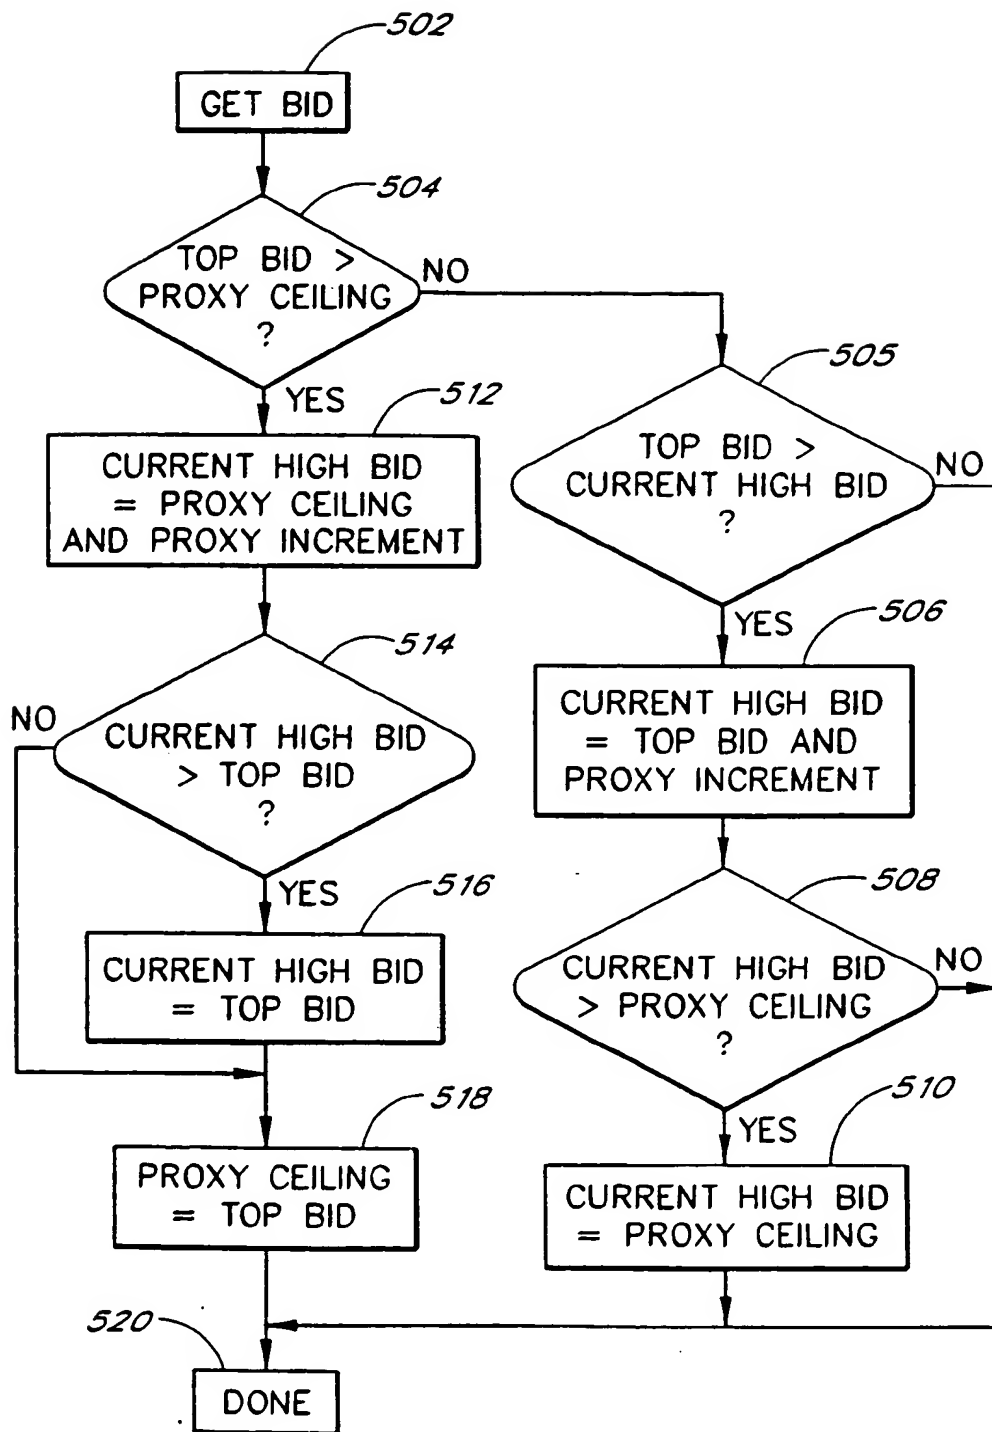 502
GET BID
504
TOP BID >
PROXY CEILING
?
NO
YES
505
TOP BID >
CURRENT HIGH BID
?
NO
YES
512
CURRENT HIGH BID
= PROXY CEILING
AND PROXY INCREMENT
514
CURRENT HIGH BID
> TOP BID
?
NO
YES
506
CURRENT HIGH BID
= TOP BID AND
PROXY INCREMENT
508
CURRENT HIGH BID
> PROXY CEILING
?
NO
YES
516
CURRENT HIGH BID
= TOP BID
518
PROXY CEILING
= TOP BID
510
CURRENT HIGH BID
= PROXY CEILING
520
DONE